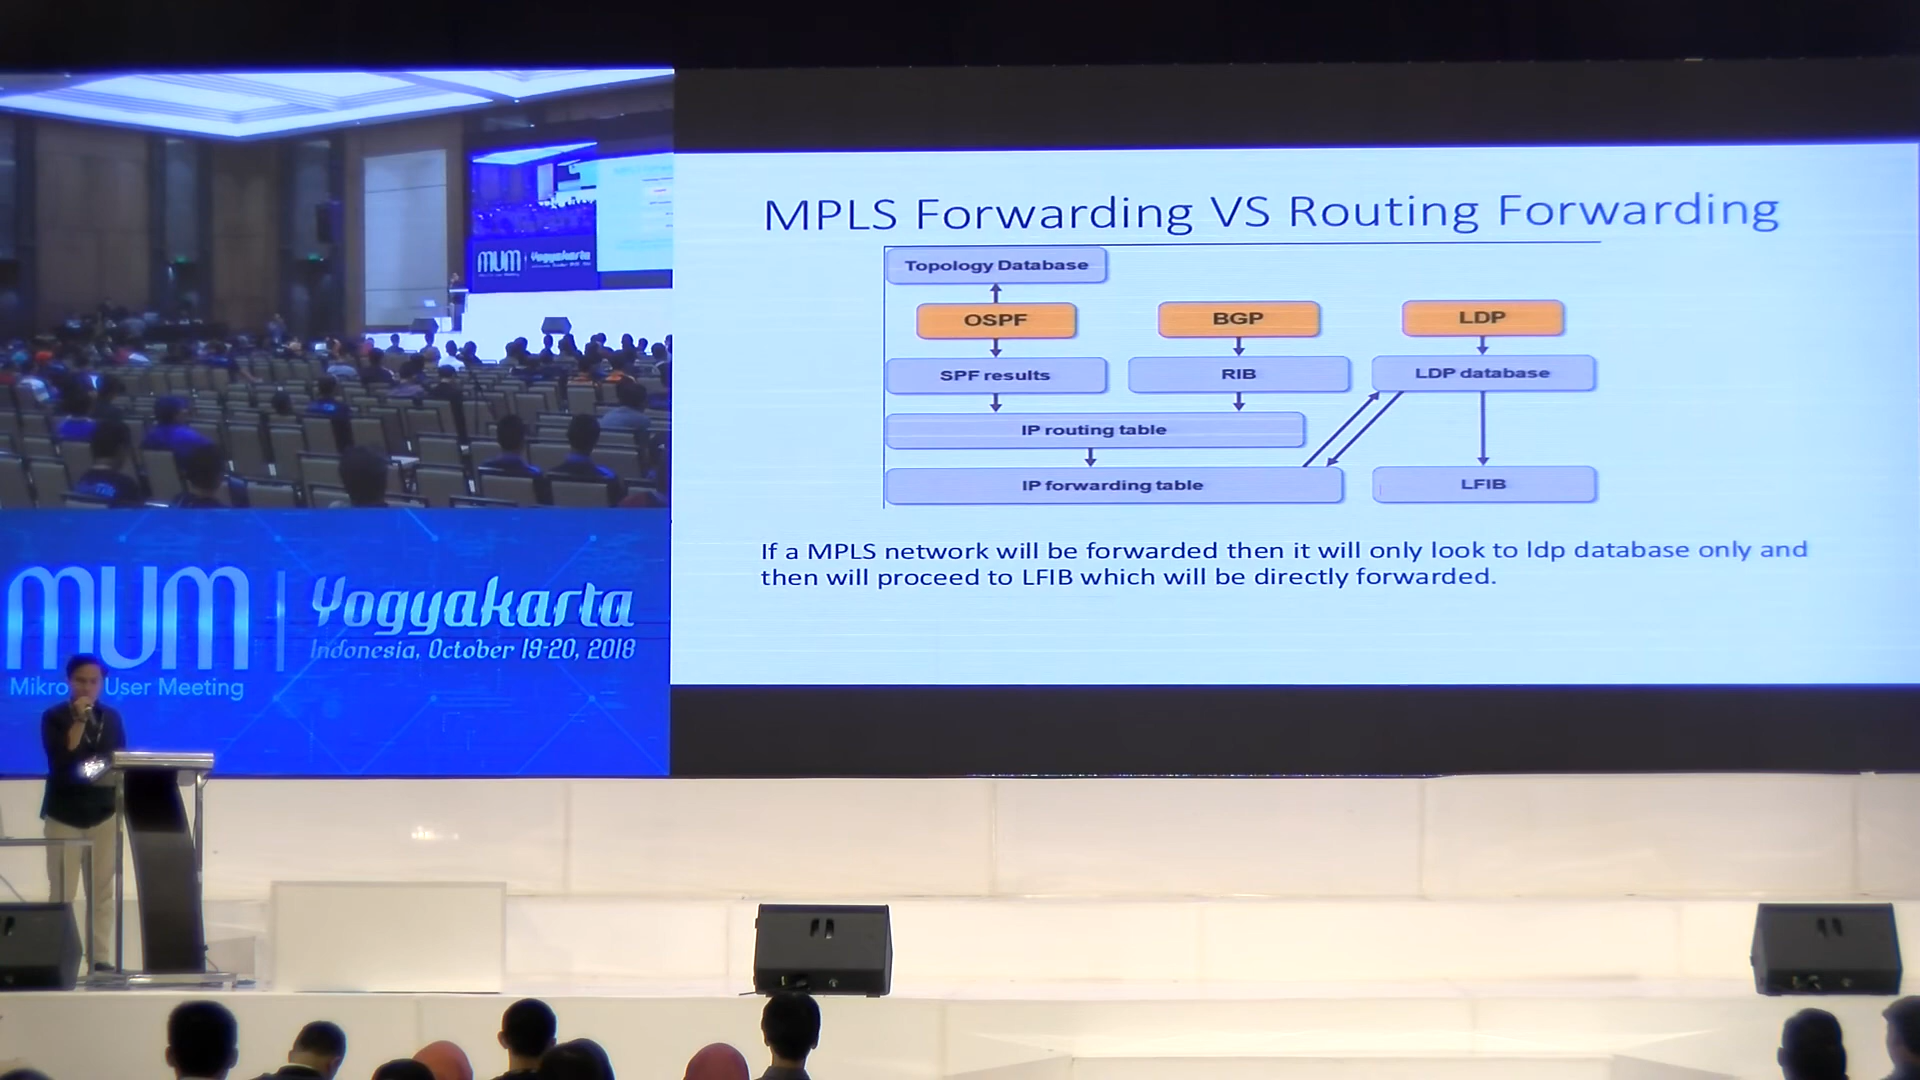 MPLS Forwarding VS Routing Forwarding
Topology Database
OSPF
BGP
LDP
SPF results
RIB
LDP database
IP routing table
IP forwarding table
LFIB
If a MPLS network will be forwarded then it will only look to ldp database only and
then will proceed to LFIB which will be directly forwarded.
mum Yogyakarta
mum
Yogyakarta
Indonesia, October 19-20, 2018
Mikro User Meeting